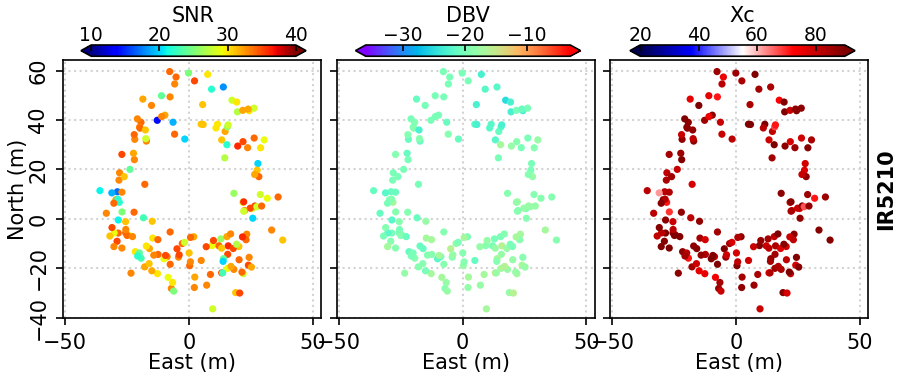 SNR DBV Xc
10 20 30 40 −30 −20 −10 20 40 60 80
60
40
20
0
−20
−40
North (m)
IR5210
−50 0 50 −50 0 50 −50 0 50
East (m) East (m) East (m)